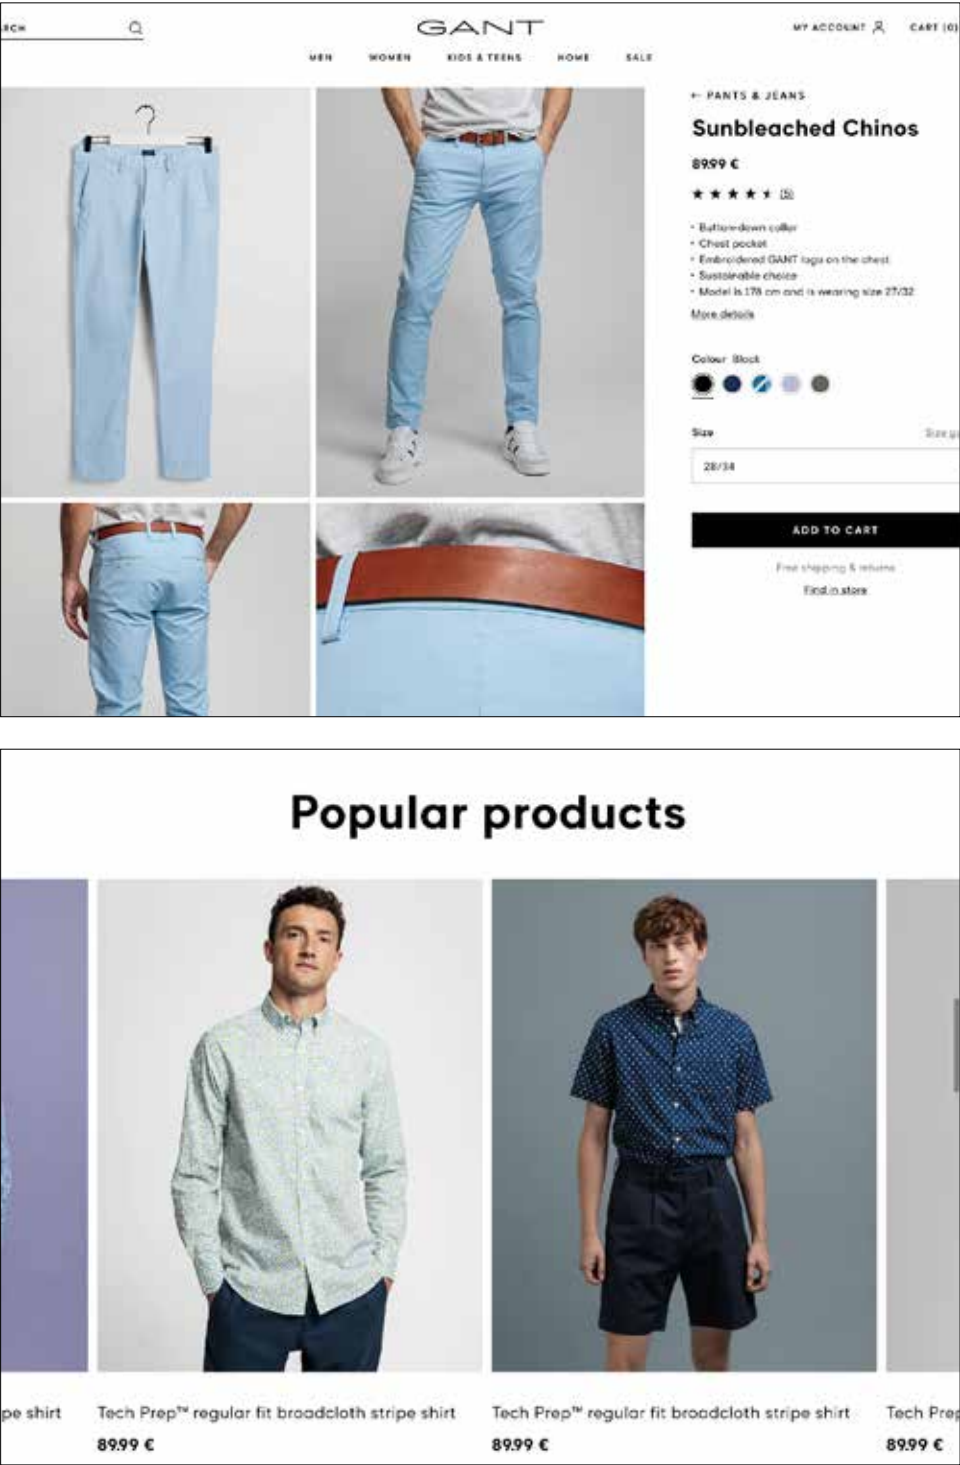 GANT
MY ACCOUNT
CART (0)
MEN
WOMEN
KIDS & TEENS
HOME
SALE
← PANTS & JEANS
Sunbleached Chinos
89.99 €
(5)
• Button-down collar
• Chest pocket
• Embroidered GANT logo on the chest
• Sustainable choice
• Model is 178 cm and is wearing size 27/32
More details
Colour Black
Size
28/34
ADD TO CART
Free shipping & returns
Find in store
Popular products
shirt
Tech Prep™ regular fit broadcloth stripe shirt
89.99 €
Tech Prep™ regular fit broadcloth stripe shirt
89.99 €
Tech
89.99 €